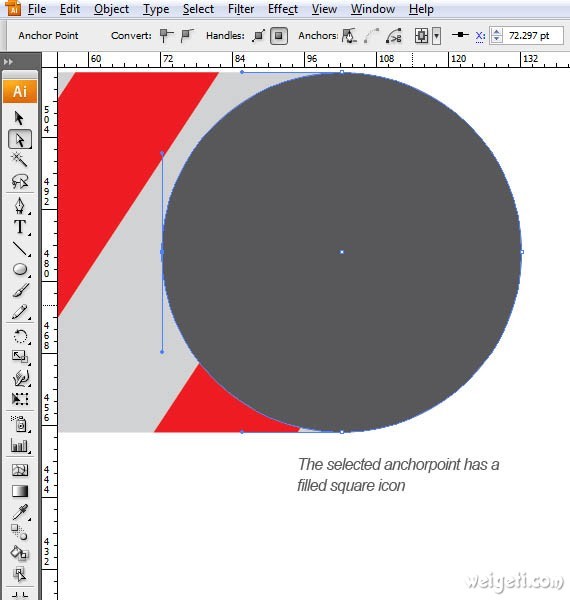 Ai File Edit Object Type Select Filter Effect View Window Help
Anchor Point Convert: Handles: Anchors: X: 72.297 pt
60 72 84 96 108 120 132
Ai
504
492
480
468
456
444
432
T
The selected anchorpoint has a
filled square icon
weigeti.com